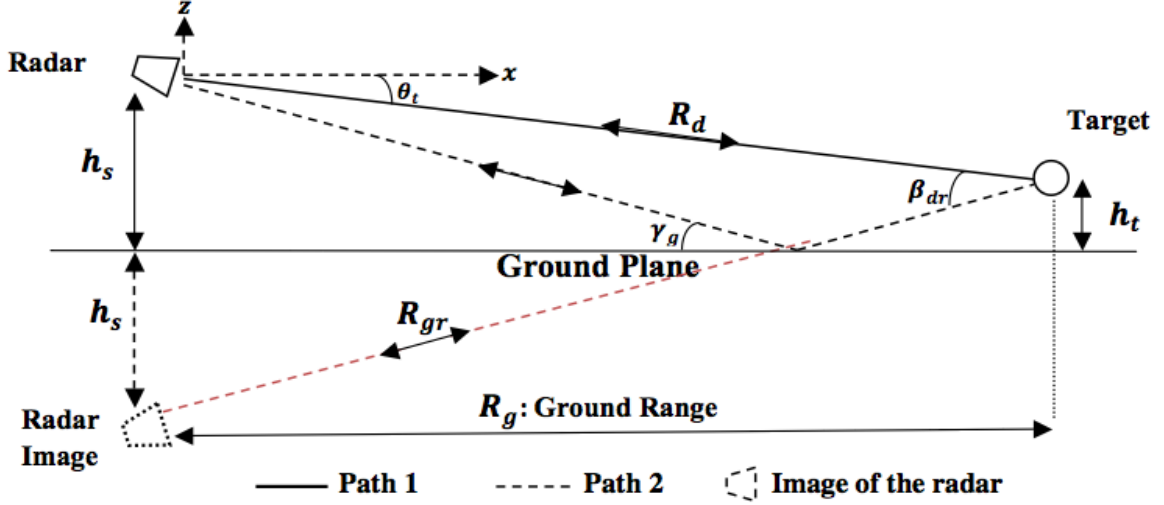 z
Radar
x
θt
Rd
Target
hs
βdr
ht
γg
Ground Plane
hs
Rgr
Rg: Ground Range
Radar
Image
Path 1
Path 2
Image of the radar